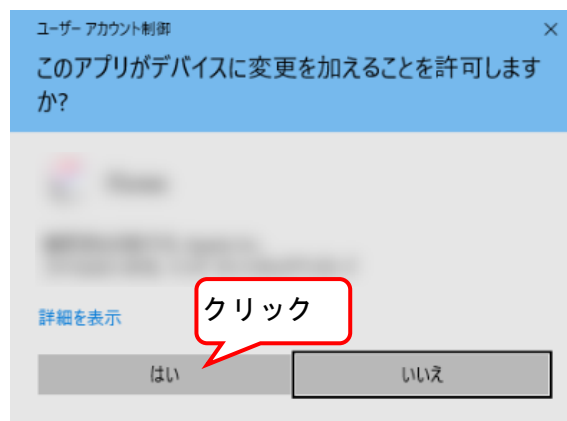 ユーザー アカウント制御
このアプリがデバイスに変更を加えることを許可します
か?
詳細を表示
クリック
はい
いいえ